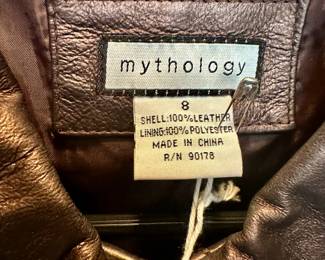 mythology
8
SHELL:100%LEATHER
LINING:100%POLYESTER
MADE IN CHINA
R/N 90178